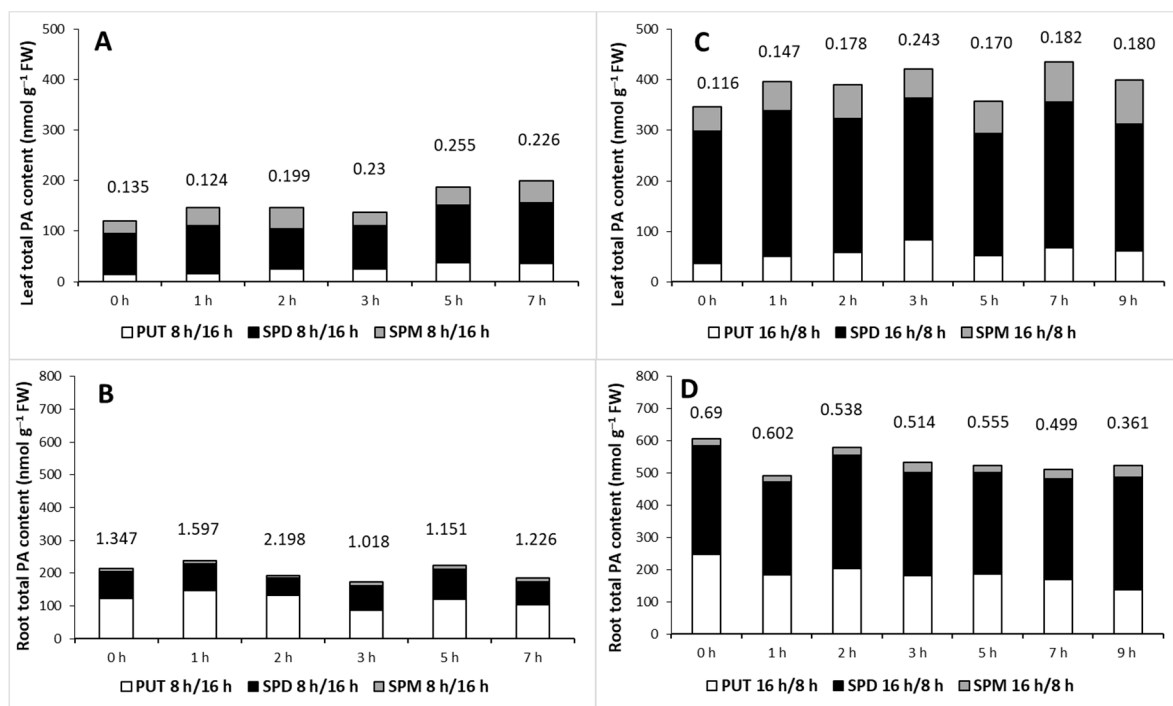 A
Leaf total PA content (nmol g⁻¹ FW)
500
400
300
200
100
0
0.135
0.124
0.199
0.23
0.255
0.226
0 h
1 h
2 h
3 h
5 h
7 h
PUT 8 h/16 h SPD 8 h/16 h SPM 8 h/16 h
C
Leaf total PA content (nmol g⁻¹ FW)
500
400
300
200
100
0
0.116
0.147
0.178
0.243
0.170
0.182
0.180
0 h
1 h
2 h
3 h
5 h
7 h
9 h
PUT 16 h/8 h SPD 16 h/8 h SPM 16 h/8 h
B
Root total PA content (nmol g⁻¹ FW)
800
700
600
500
400
300
200
100
0
1.347
1.597
2.198
1.018
1.151
1.226
0 h
1 h
2 h
3 h
5 h
7 h
PUT 8 h/16 h SPD 8 h/16 h SPM 8 h/16 h
D
Root total PA content (nmol g⁻¹ FW)
800
700
600
500
400
300
200
100
0
0.69
0.602
0.538
0.514
0.555
0.499
0.361
0 h
1 h
2 h
3 h
5 h
7 h
9 h
PUT 16 h/8 h SPD 16 h/8 h SPM 16 h/8 h